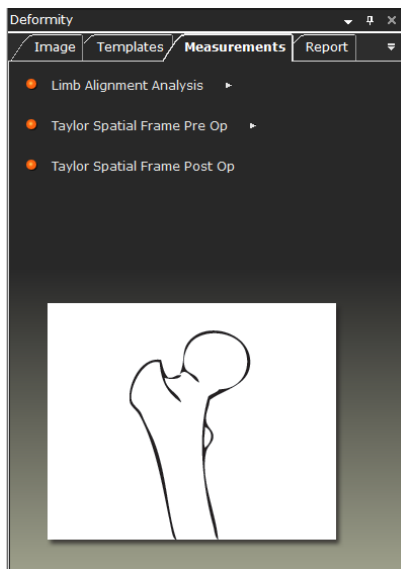 Deformity
Image Templates Measurements Report
Limb Alignment Analysis
Taylor Spatial Frame Pre Op
Taylor Spatial Frame Post Op